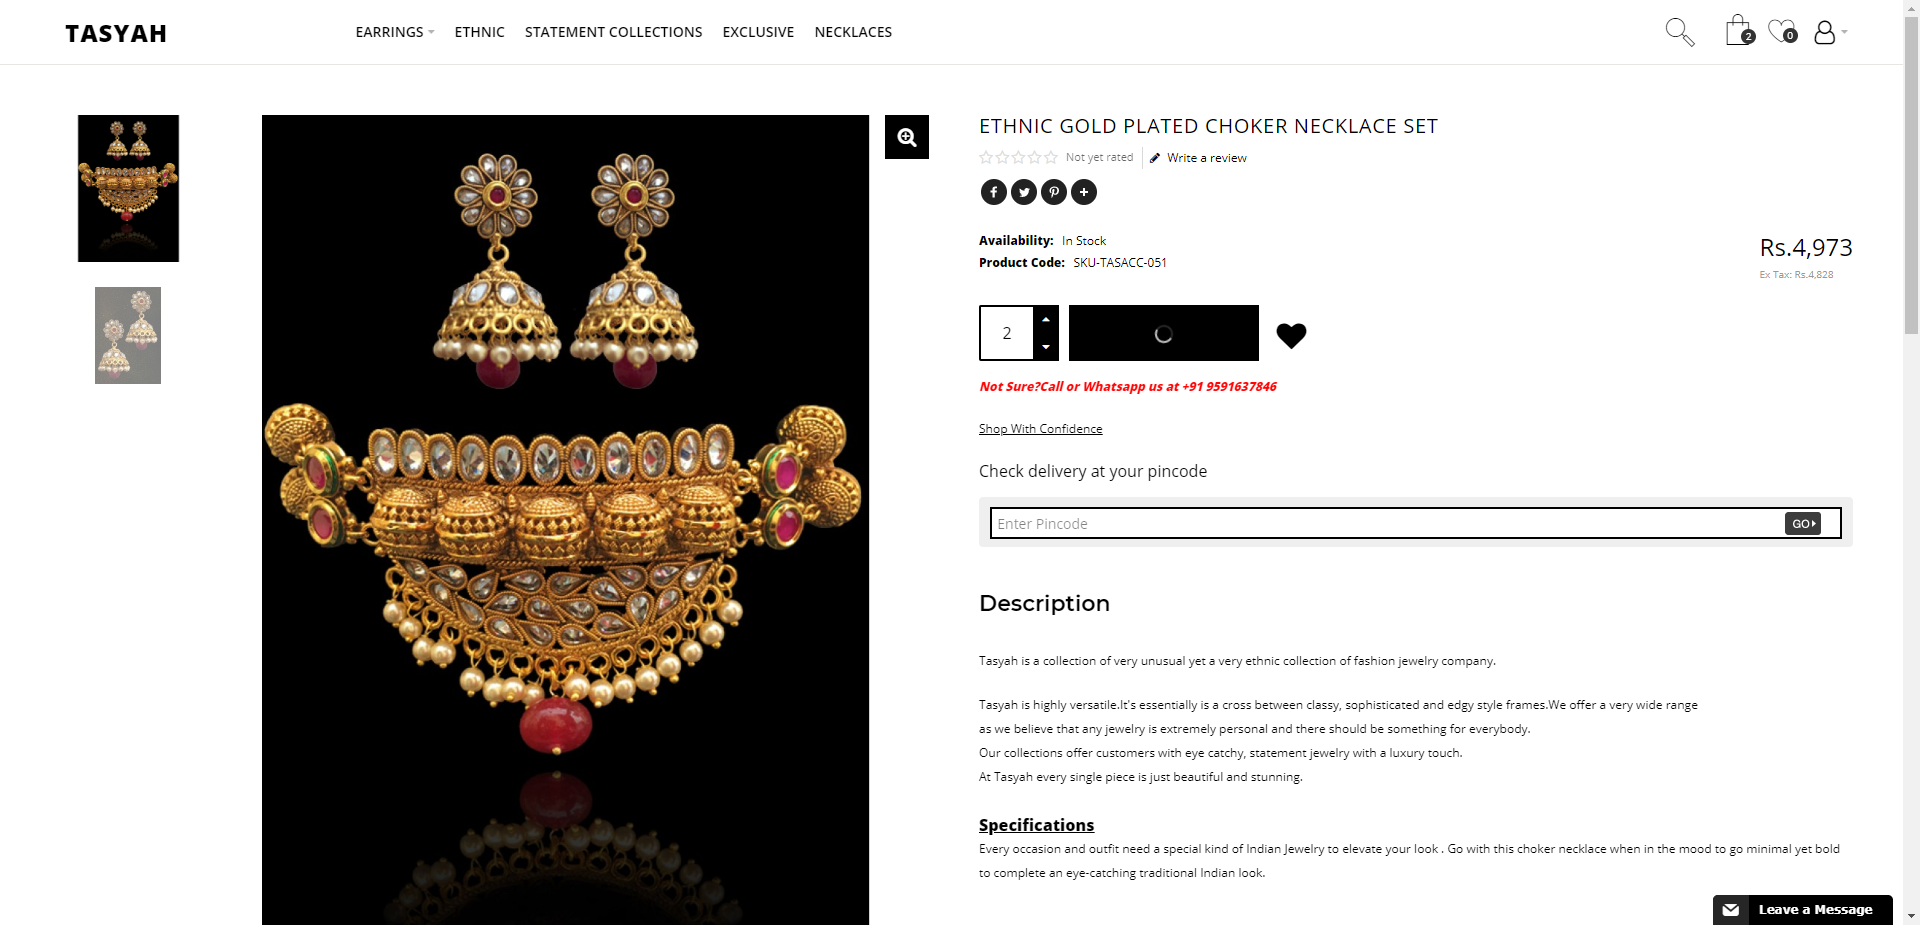 TASYAH
EARRINGS
ETHNIC
STATEMENT COLLECTIONS
EXCLUSIVE
NECKLACES
2
0
ETHNIC GOLD PLATED CHOKER NECKLACE SET
Not yet rated
Write a review
Availability: In Stock
Product Code: SKU-TASACC-051
Rs.4,973
Ex Tax: Rs.4,828
2
Not Sure?Call or Whatsapp us at +91 9591637846
Shop With Confidence
Check delivery at your pincode
Enter Pincode
GO
Description
Tasyah is a collection of very unusual yet a very ethnic collection of fashion jewelry company.
Tasyah is highly versatile.It's essentially is a cross between classy, sophisticated and edgy style frames.We offer a very wide range
as we believe that any jewelry is extremely personal and there should be something for everybody.
Our collections offer customers with eye catchy, statement jewelry with a luxury touch.
At Tasyah every single piece is just beautiful and stunning.
Specifications
Every occasion and outfit need a special kind of Indian Jewelry to elevate your look . Go with this choker necklace when in the mood to go minimal yet bold
to complete an eye-catching traditional Indian look.
Leave a Message